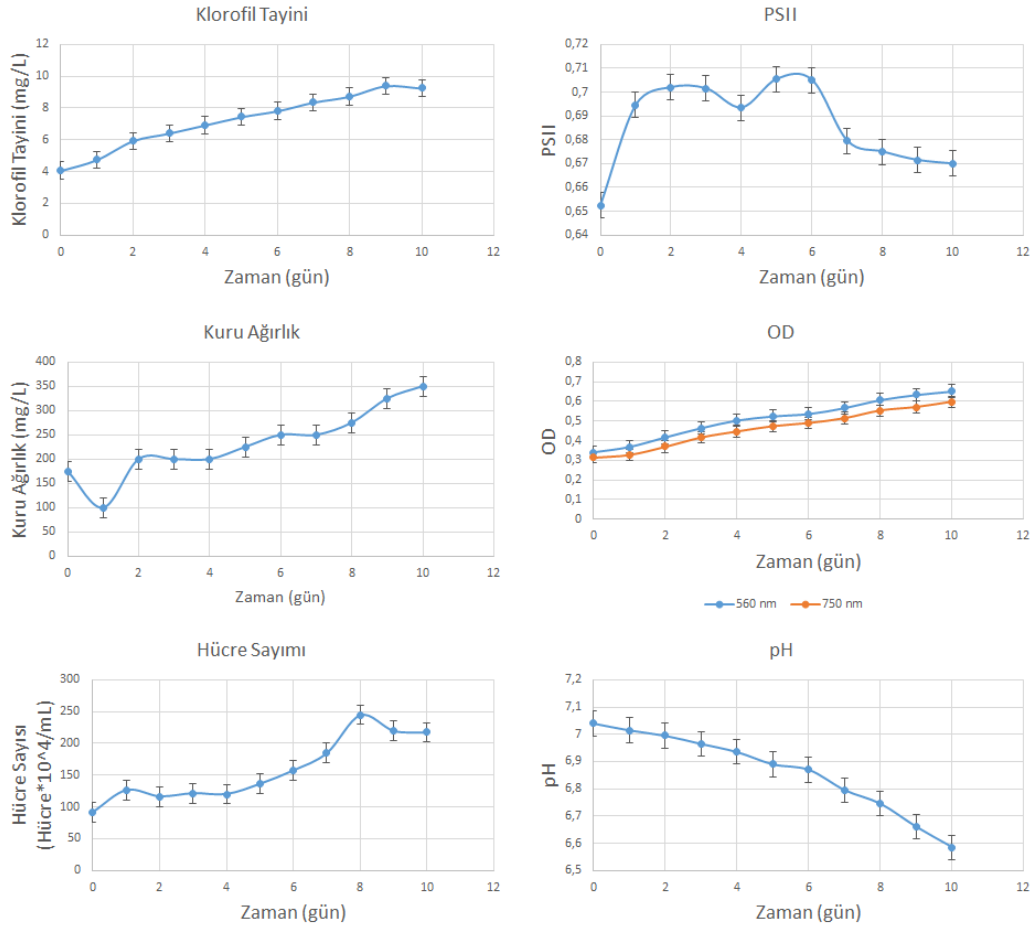 Klorofil Tayini
Klorofil Tayini (mg/L)
12
10
8
6
4
2
0
0 2 4 6 8 10 12
Zaman (gün)
PSII
PSII
0,72
0,71
0,7
0,69
0,68
0,67
0,66
0,65
0,64
0 2 4 6 8 10 12
Zaman (gün)
Kuru Ağırlık
Kuru Ağırlık (mg/L)
400
350
300
250
200
150
100
50
0
0 2 4 6 8 10 12
Zaman (gün)
OD
OD
0,8
0,7
0,6
0,5
0,4
0,3
0,2
0,1
0
0 2 4 6 8 10 12
Zaman (gün)
560 nm 750 nm
Hücre Sayımı
Hücre Sayısı
(Hücre*10^4/mL)
300
250
200
150
100
50
0
0 2 4 6 8 10 12
Zaman (gün)
pH
pH
7,2
7,1
7
6,9
6,8
6,7
6,6
6,5
0 2 4 6 8 10 12
Zaman (gün)